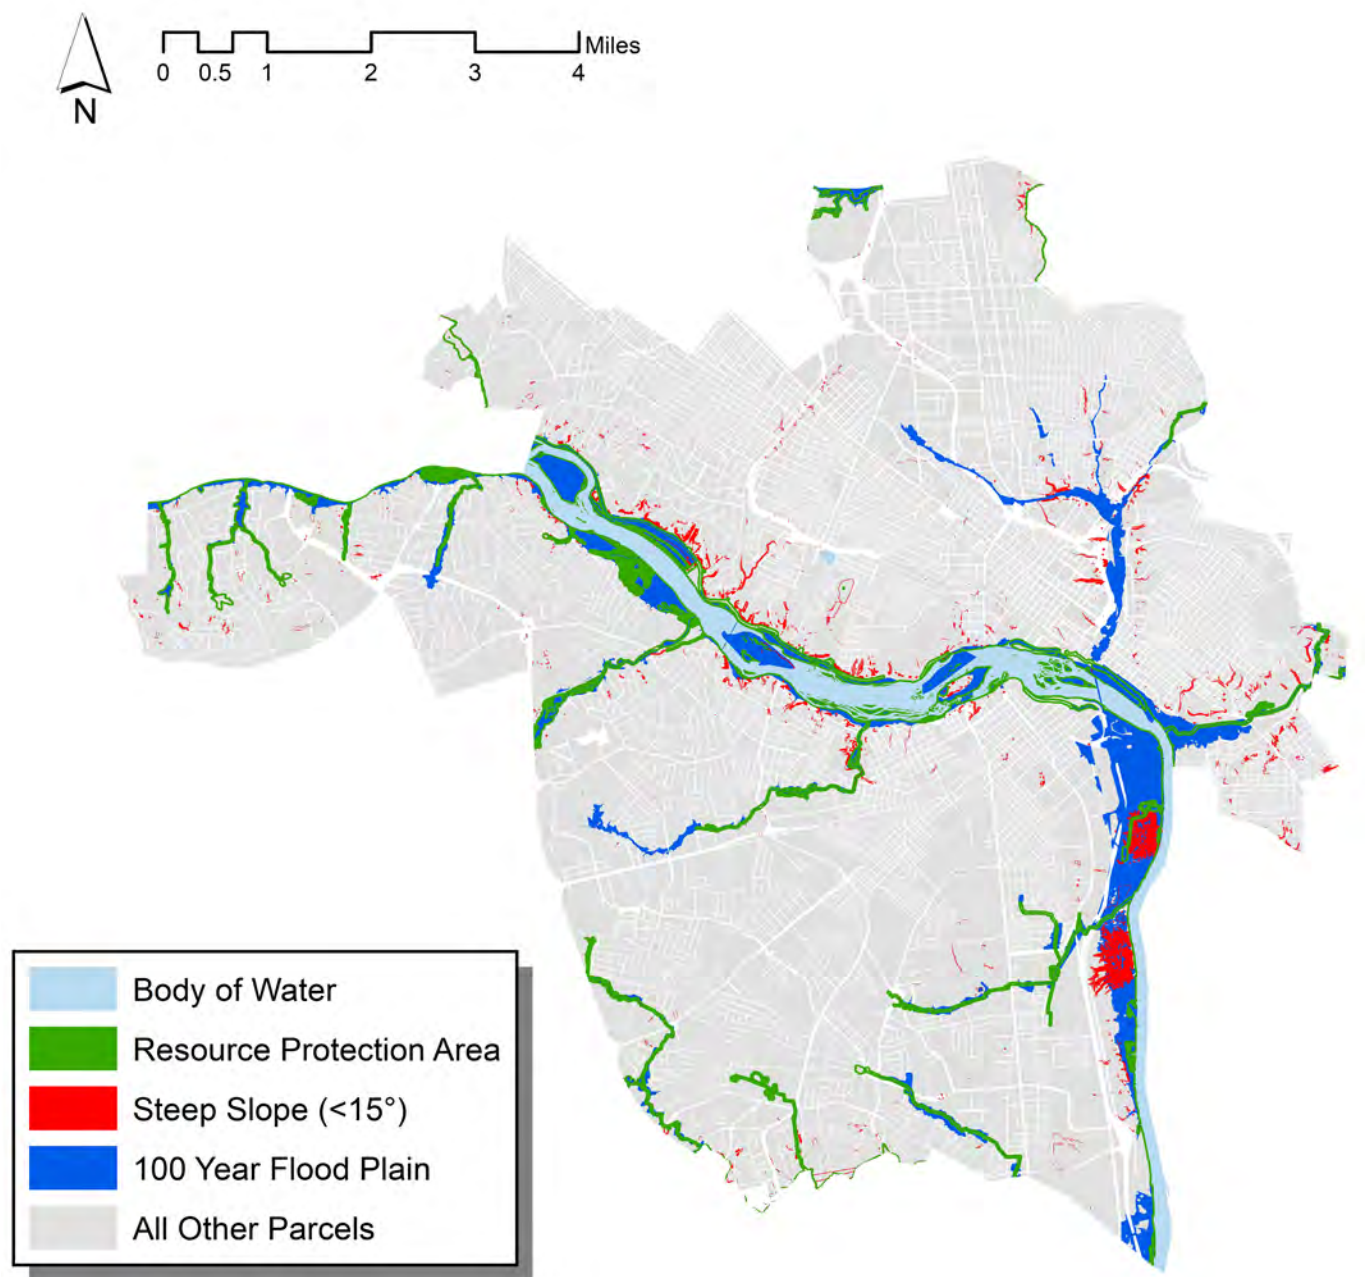 Miles
0 0.5 1 2 3 4
N
Body of Water
Resource Protection Area
Steep Slope (<15°)
100 Year Flood Plain
All Other Parcels